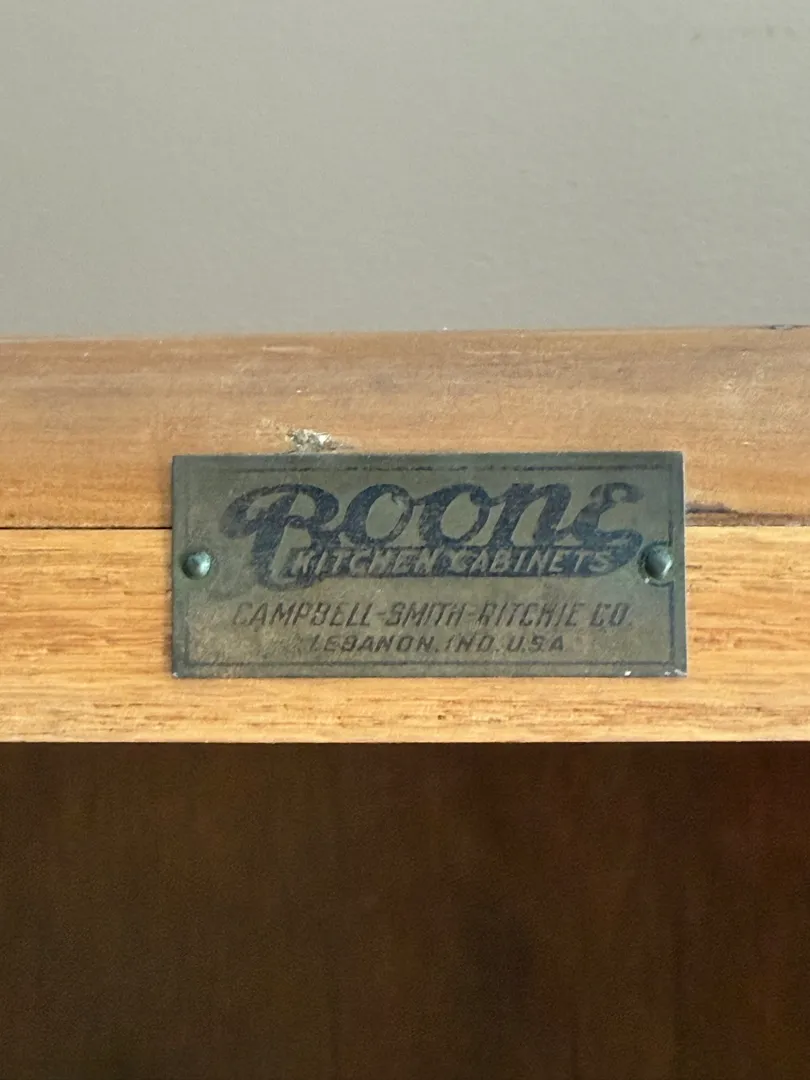 Boone
KITCHEN CABINETS
CAMPBELL-SMITH-RITCHIE CO.
LEBANON, IND. U.S.A